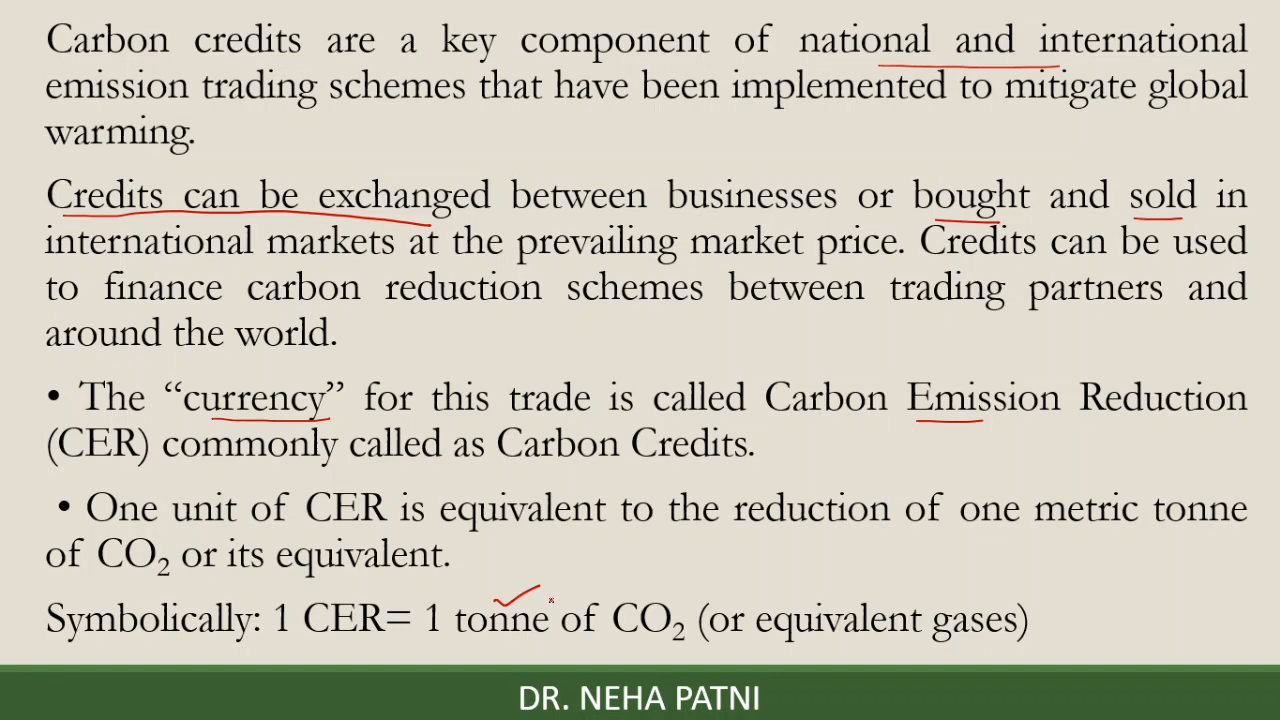 Carbon credits are a key component of national and international
emission trading schemes that have been implemented to mitigate global
warming.
Credits can be exchanged between businesses or bought and sold in
international markets at the prevailing market price. Credits can be used
to finance carbon reduction schemes between trading partners and
around the world.
• The “currency” for this trade is called Carbon Emission Reduction
(CER) commonly called as Carbon Credits.
• One unit of CER is equivalent to the reduction of one metric tonne
of CO₂ or its equivalent.
Symbolically: 1 CER= 1 tonne of CO₂ (or equivalent gases)
DR. NEHA PATNI